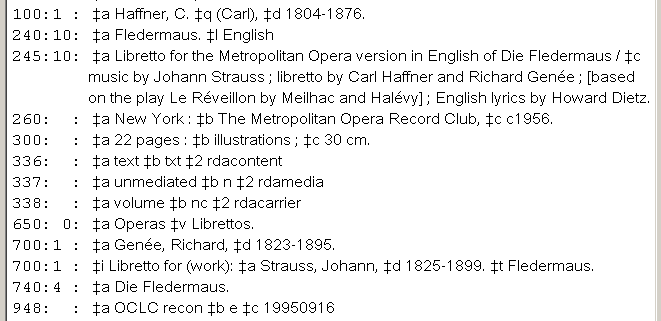 100:1 : ‡a Haffner, C. ‡q (Carl), ‡d 1804-1876.
240:10: ‡a Fledermaus. ‡l English
245:10: ‡a Libretto for the Metropolitan Opera version in English of Die Fledermaus / ‡c
music by Johann Strauss ; libretto by Carl Haffner and Richard Genée ; [based
on the play Le Réveillon by Meilhac and Halévy] ; English lyrics by Howard Dietz.
260: : ‡a New York : ‡b The Metropolitan Opera Record Club, ‡c c1956.
300: : ‡a 22 pages : ‡b illustrations ; ‡c 30 cm.
336: : ‡a text ‡b txt ‡2 rdacontent
337: : ‡a unmediated ‡b n ‡2 rdamedia
338: : ‡a volume ‡b nc ‡2 rdacarrier
650: 0: ‡a Operas ‡v Librettos.
700:1 : ‡a Genée, Richard, ‡d 1823-1895.
700:1 : ‡i Libretto for (work): ‡a Strauss, Johann, ‡d 1825-1899. ‡t Fledermaus.
740:4 : ‡a Die Fledermaus.
948: : ‡a OCLC recon ‡b e ‡c 19950916